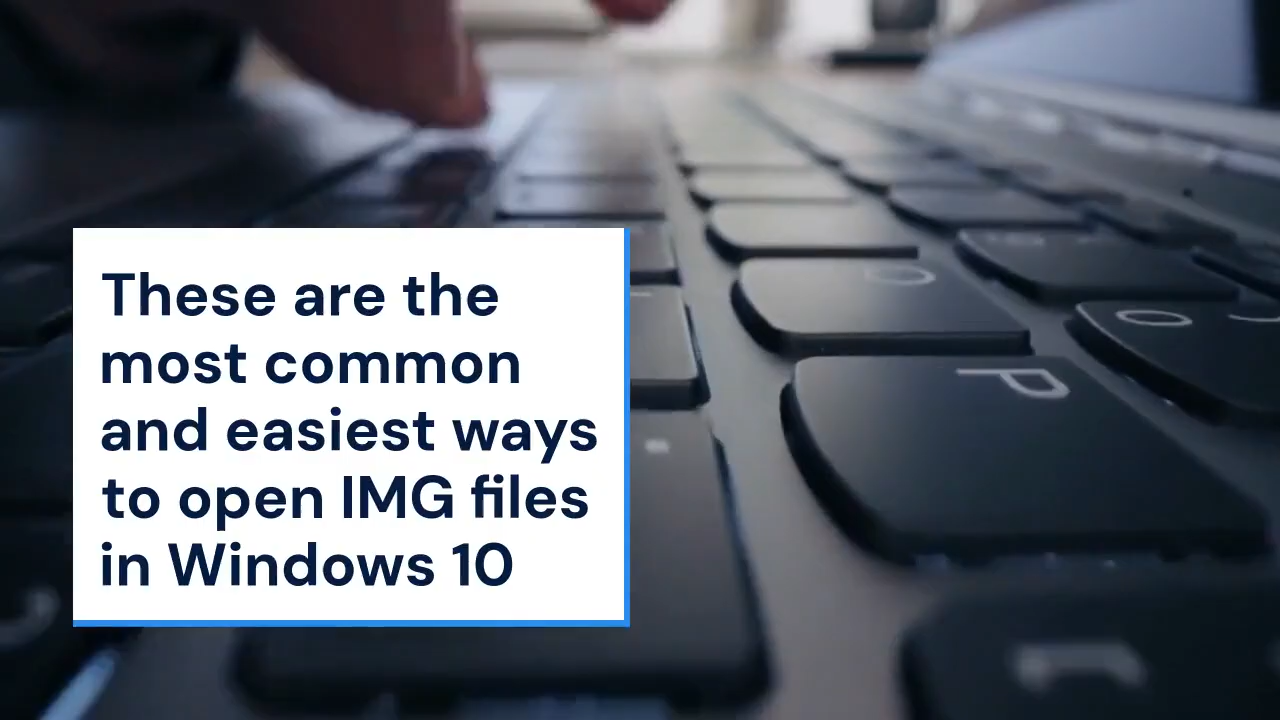 These are the
most common
and easiest ways
to open IMG files
in Windows 10
P
O
O